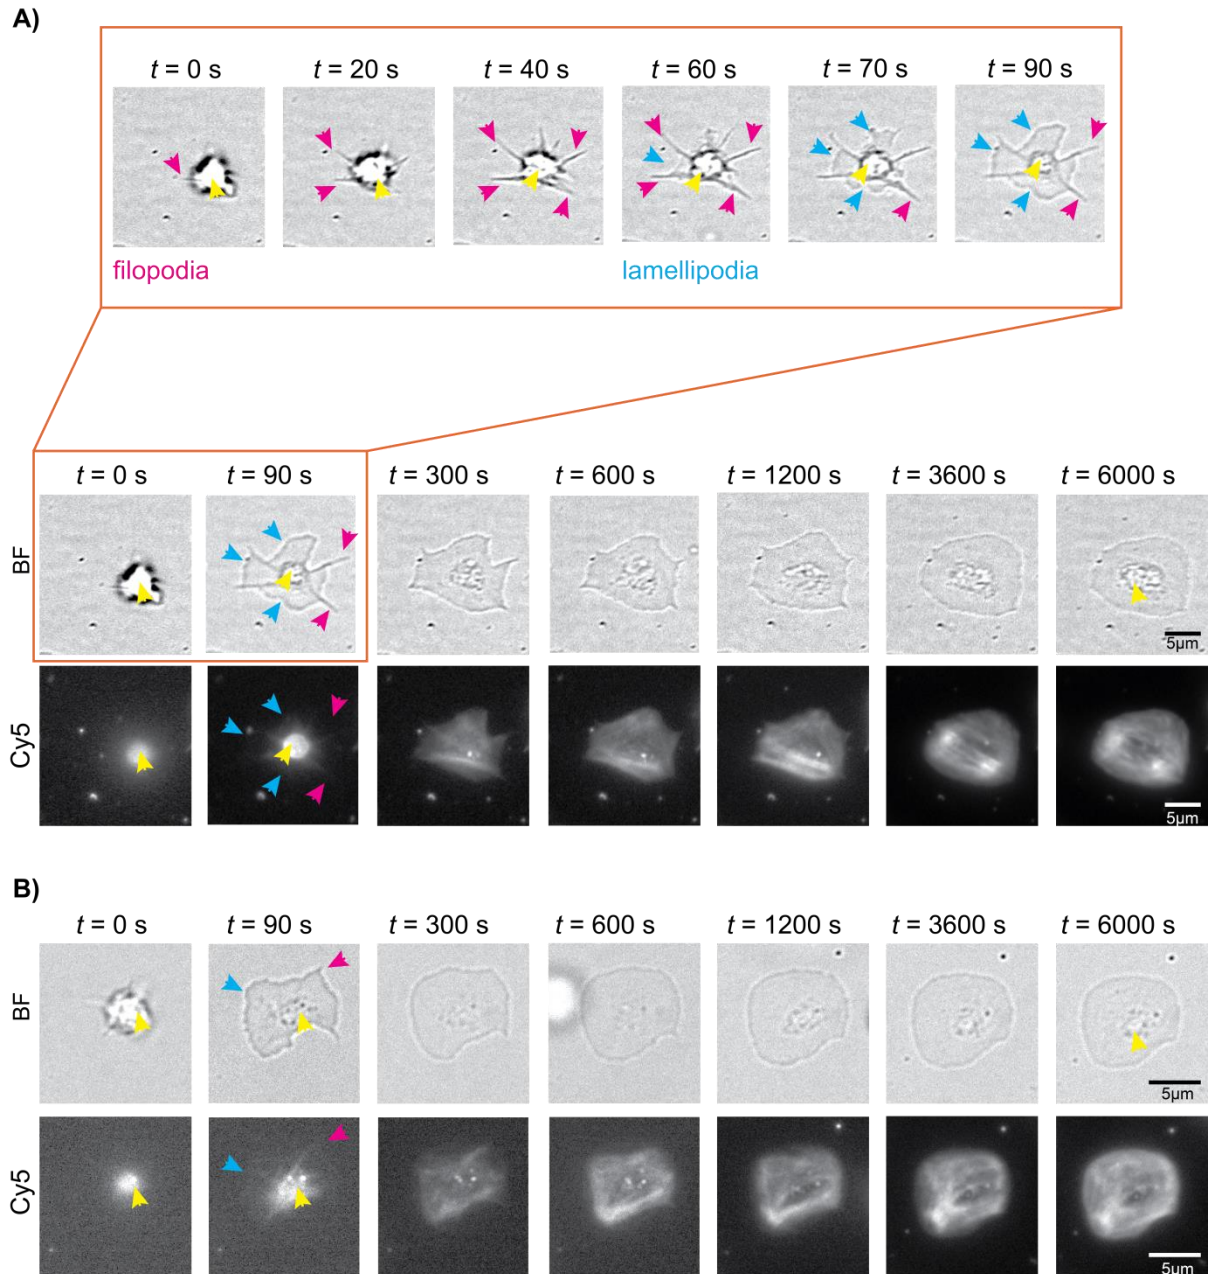 A)
t = 0 s t = 20 s t = 40 s t = 60 s t = 70 s t = 90 s
filopodia lamellipodia
t = 0 s t = 90 s t = 300 s t = 600 s t = 1200 s t = 3600 s t = 6000 s
BF
5µm
Cy5
5µm
B)
t = 0 s t = 90 s t = 300 s t = 600 s t = 1200 s t = 3600 s t = 6000 s
BF
5µm
Cy5
5µm